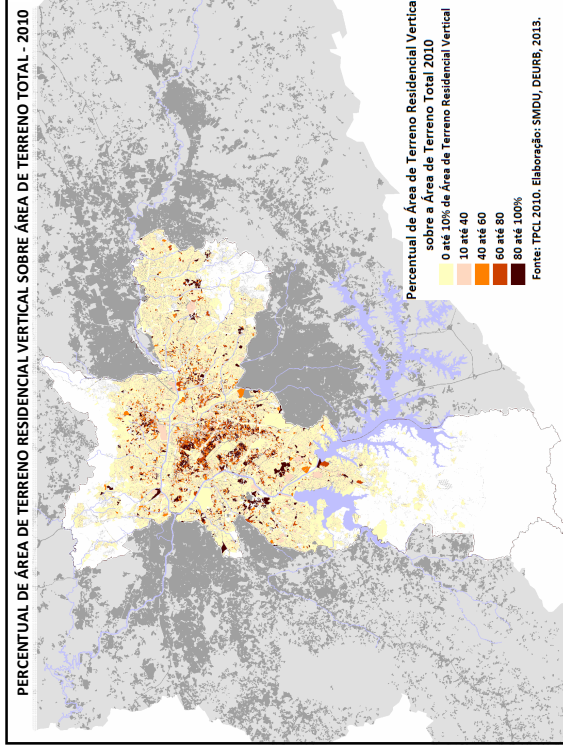 PERCENTUAL DE ÁREA DE TERRENO RESIDENCIAL VERTICAL SOBRE ÁREA DE TERRENO TOTAL - 2010
Percentual de Área de Terreno Residencial Vertica
sobre a Área de Terreno Total 2010
0 até 10% de Área de Terreno Residencial Vertical
10 até 40
40 até 60
60 até 80
80 até 100%
Fonte: TPCL 2010. Elaboração: SMDU, DEURB, 2013.